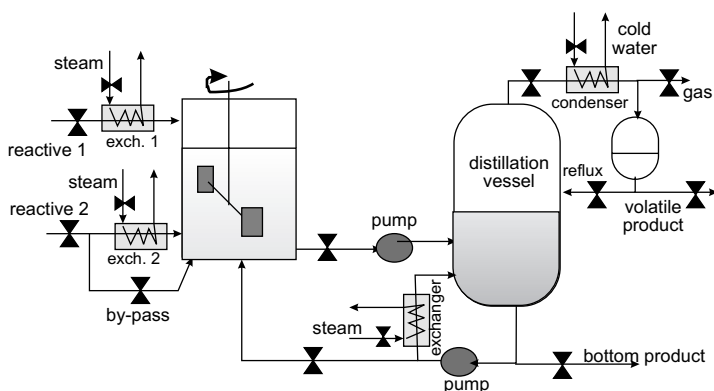 steam
reactive 1
exch. 1
steam
reactive 2
exch. 2
by-pass
pump
steam
exchanger
pump
distillation
vessel
cold
water
condenser
gas
reflux
volatile
product
bottom product